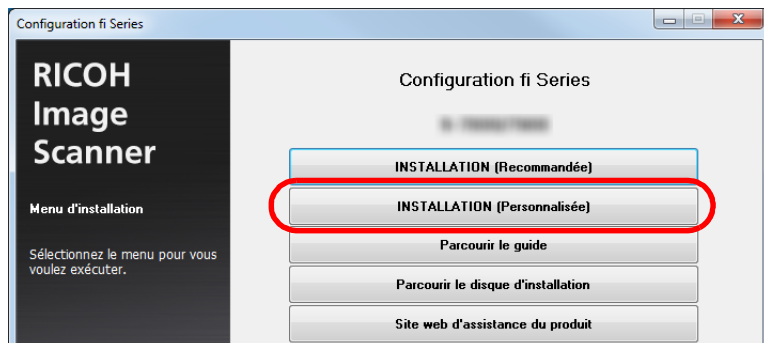 Configuration fi Series
RICOH
Image
Scanner
Menu d'installation
Sélectionnez le menu pour vous
voulez exécuter.
Configuration fi Series
INSTALLATION (Recommandée)
INSTALLATION (Personnalisée)
Parcourir le guide
Parcourir le disque d'installation
Site web d'assistance du produit